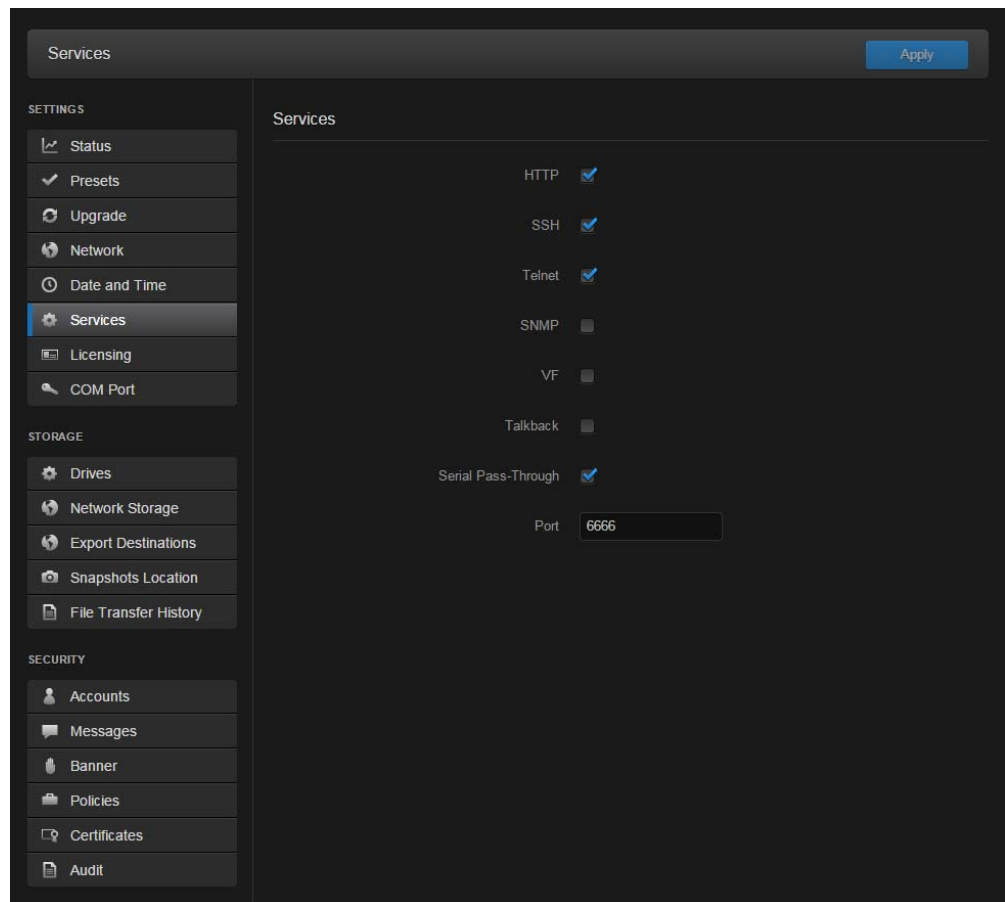 Services
Apply
SETTINGS
Status
Presets
Upgrade
Network
Date and Time
Services
Licensing
COM Port
STORAGE
Drives
Network Storage
Export Destinations
Snapshots Location
File Transfer History
SECURITY
Accounts
Messages
Banner
Policies
Certificates
Audit
Services
HTTP
SSH
Telnet
SNMP
VF
Talkback
Serial Pass-Through
Port 6666